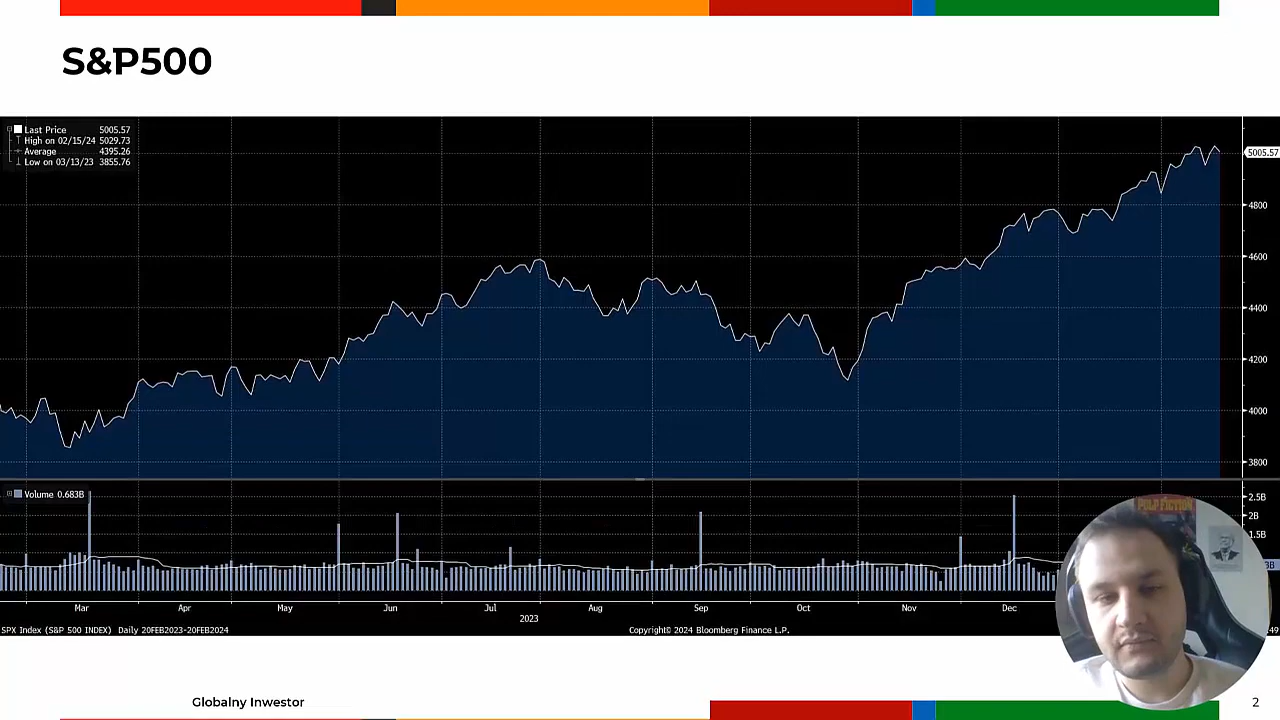 S&P500
Last Price 5005.57
High on 02/15/24 5029.73
Average 4395.26
Low on 03/13/23 3855.76
5005.57
4800
4600
4400
4200
4000
3800
Volume 0.683B
2.5B
2B
1.5B
Mar Apr May Jun Jul Aug Sep Oct Nov Dec
2023
SPX Index (S&P 500 INDEX) Daily 20FEB2023-20FEB2024 Copyright© 2024 Bloomberg Finance L.P.
PULP FICTION
Globalny Inwestor
2